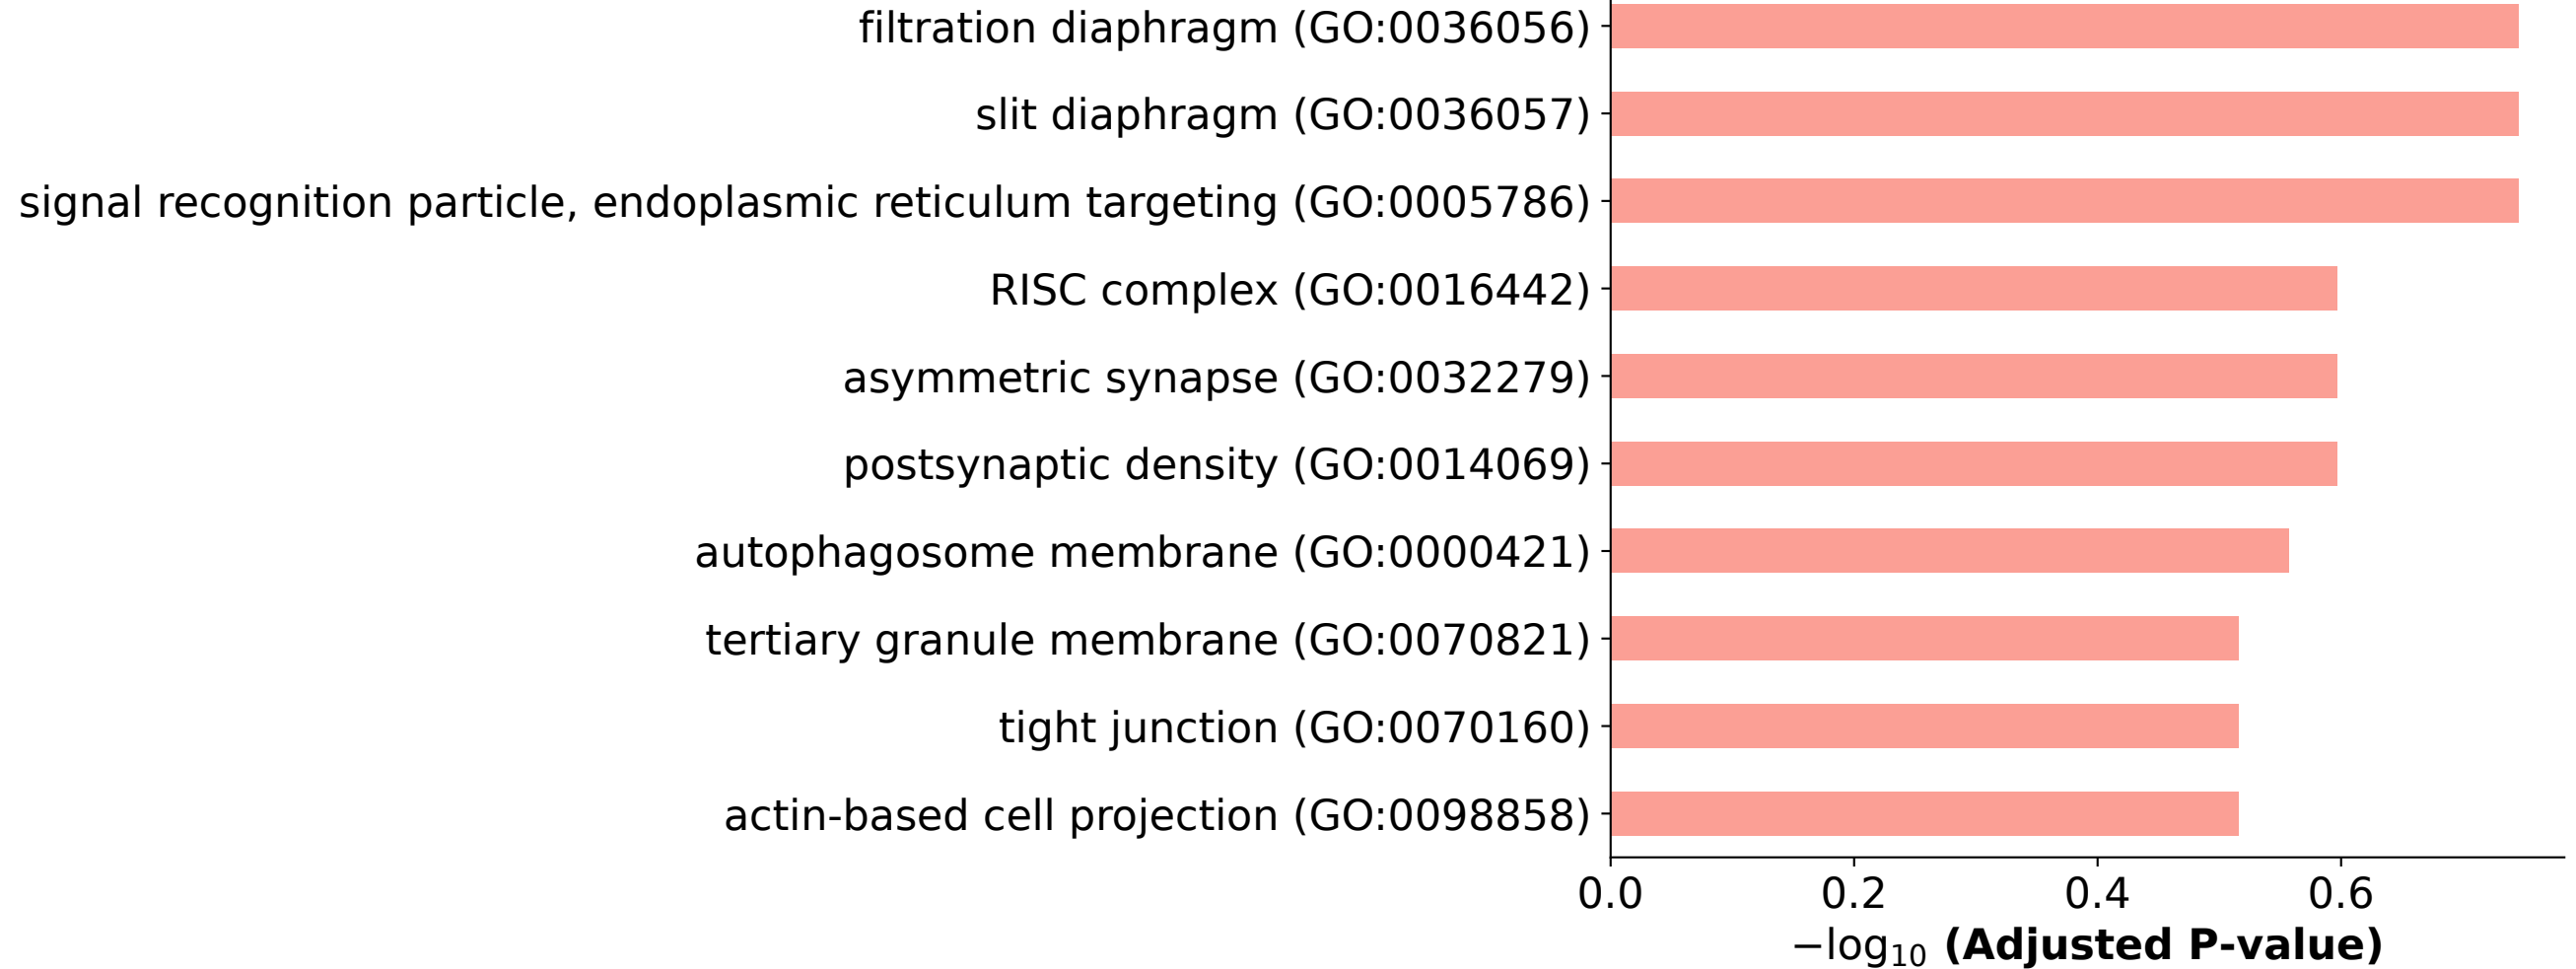 filtration diaphragm (GO:0036056)
slit diaphragm (GO:0036057)
signal recognition particle, endoplasmic reticulum targeting (GO:0005786)
RISC complex (GO:0016442)
asymmetric synapse (GO:0032279)
postsynaptic density (GO:0014069)
autophagosome membrane (GO:0000421)
tertiary granule membrane (GO:0070821)
tight junction (GO:0070160)
actin-based cell projection (GO:0098858)
0.0 0.2 0.4 0.6
−log₁₀ (Adjusted P-value)